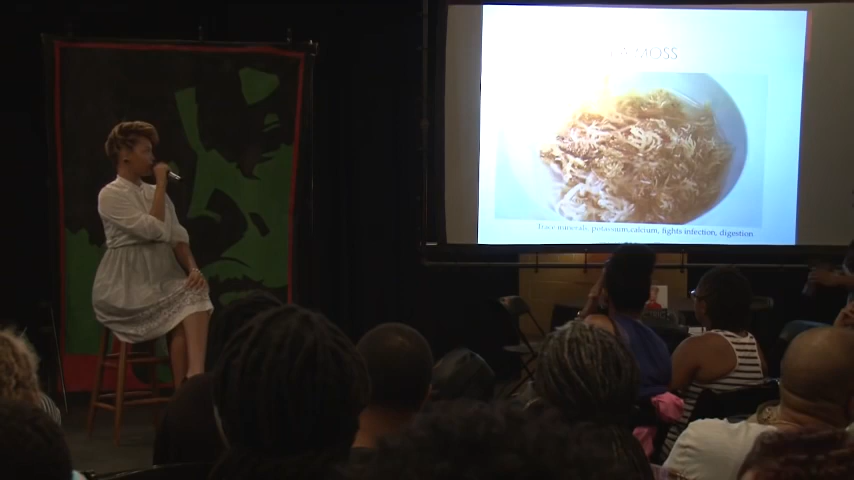 MOSS
Trace minerals, potassium, calcium, fights infection, digestion